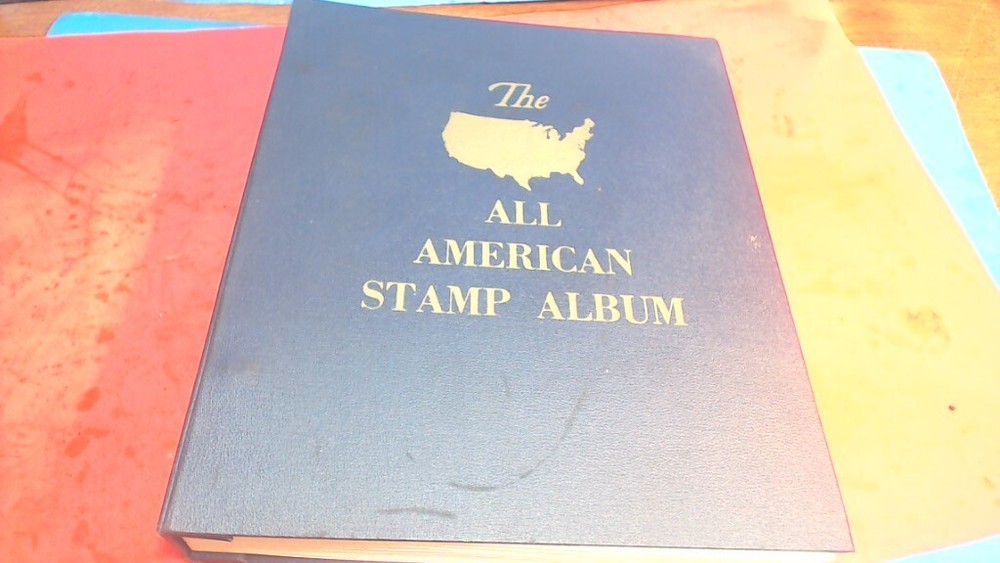 The
ALL
AMERICAN
STAMP ALBUM